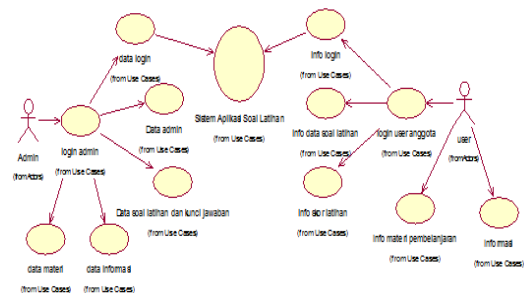 data login
(from Use Cases)
Info login
(from Use Cases)
Sistem Aplikasi Soal Latihan
(from Use Cases)
Data admin
(from Use Cases)
Admin
(from Actors)
login admin
(from Use Cases)
Info data soal latihan
(from Use Cases)
login user anggota
(from Use Cases)
user
(from Actors)
Data soal latihan dan kunci jawaban
(from Use Cases)
Info skor latihan
(from Use Cases)
Info materi pembelanjaran
(from Use Cases)
Informasi
(from Use Cases)
data materi
(from Use Cases)
data Informasi
(from Use Cases)